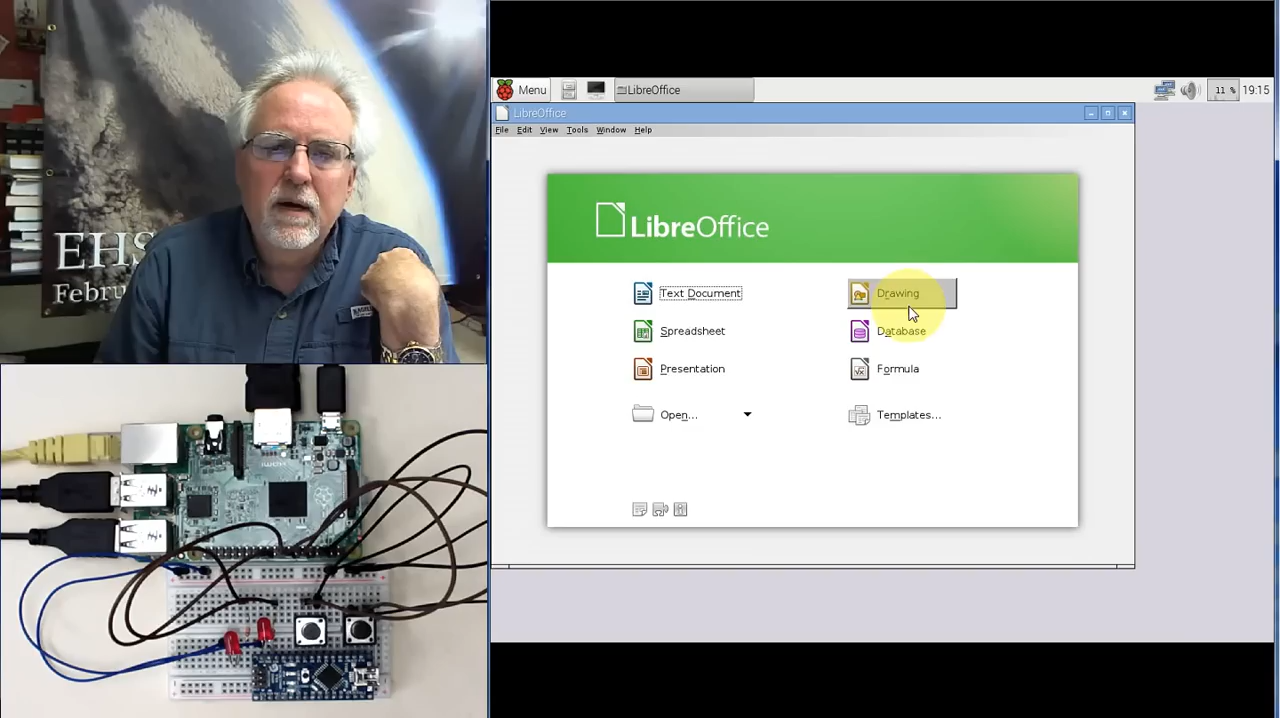 EHS
Febru
Menu
LibreOffice
11 %
19:15
LibreOffice
File Edit View Tools Window Help
LibreOffice
Text Document
Drawing
Spreadsheet
Database
Presentation
Formula
Open...
Templates...